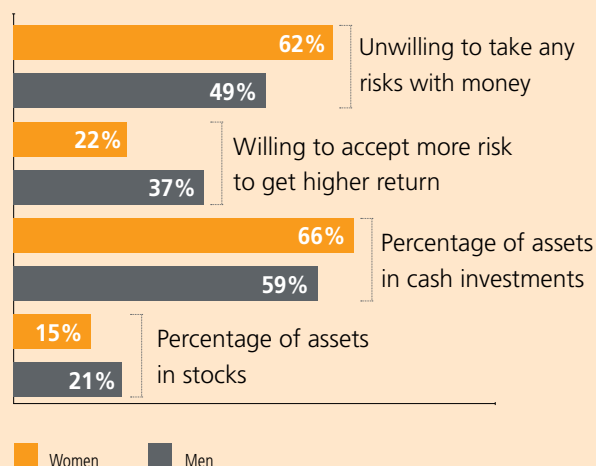 62%
Unwilling to take any
49%
risks with money
22%
Willing to accept more risk
37%
to get higher return
66%
Percentage of assets
59%
in cash investments
15%
Percentage of assets
21%
in stocks
Women Men